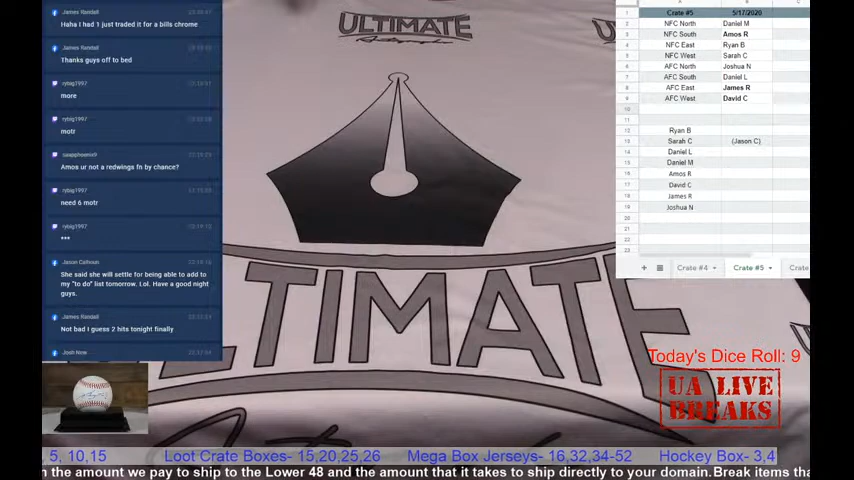 James Randall
Haha I had 1 just traded it for a bills chrome
James Randall
Thanks guys off to bed
rybig1997
more
rybig1997
motr
Amos ur not a redwings fn by chance?
rybig1997
need 6 motr
rybig1997
***
Jason Calhoun
She said she will settle for being able to add to
my "to do" list tomorrow. Lol. Have a good night
guys.
James Randall
Not bad I guess 2 hits tonight finally
Josh Now
ULTIMATE
Autographs
U
Crate #5 5/17/2020
NFC North Daniel M
NFC South Amos R
NFC East Ryan B
NFC West Sarah C
AFC North Joshua N
AFC South Daniel L
AFC East James R
AFC West David C
Ryan B
Sarah C (Jason C)
Daniel L
Daniel M
Amos R
David C
James R
Joshua N
+ Crate #4 Crate #5 Crate
ULTIMATE
Today's Dice Roll: 9
UA LIVE
BREAKS
, 5, 10,15 Loot Crate Boxes- 15,20,25,26 Mega Box Jerseys- 16,32,34-52 Hockey Box- 3,4
n the amount we pay to ship to the Lower 48 and the amount that it takes to ship directly to your domain.Break items tha